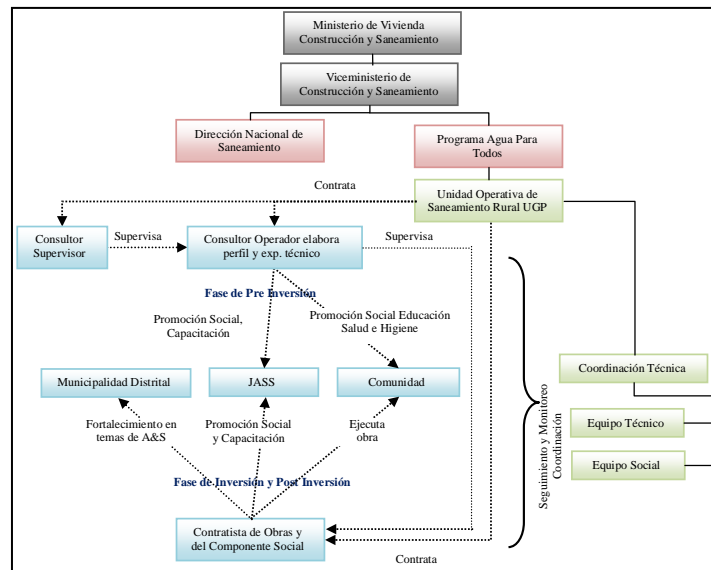 Ministerio de Vivienda
Construcción y Saneamiento
Viceministerio de
Construcción y Saneamiento
Dirección Nacional de
Saneamiento
Programa Agua Para
Todos
Contrata
Unidad Operativa de
Saneamiento Rural UGP
Consultor
Supervisor
Supervisa
Consultor Operador elabora
perfil y exp. técnico
Supervisa
Fase de Pre Inversión
Promoción Social,
Capacitación
Promoción Social Educación
Salud e Higiene
Municipalidad Distrital
JASS
Comunidad
Coordinación Técnica
Fortalecimiento en
temas de A&S
Promoción Social
y Capacitación
Ejecuta
obra
Equipo Técnico
Seguimiento y Monitoreo
Coordinación
Equipo Social
Fase de Inversión y Post Inversión
Contratista de Obras y
del Componente Social
Contrata